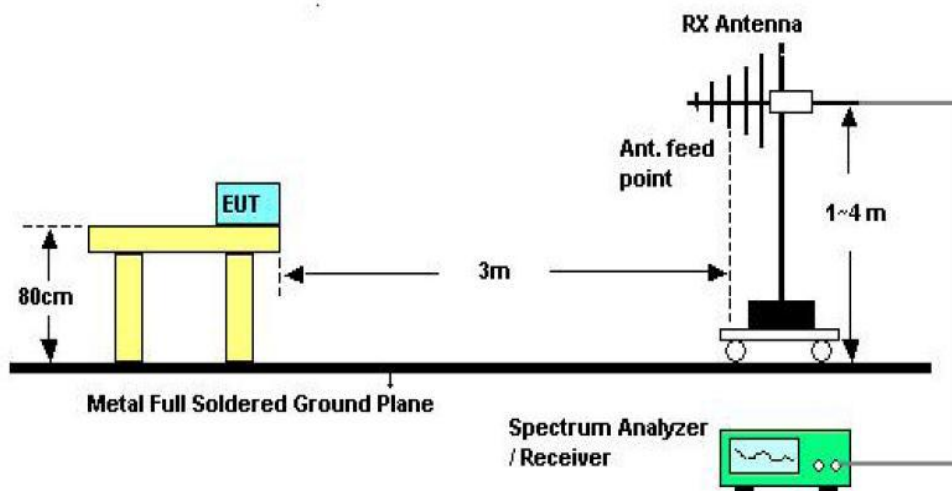 RX Antenna
Ant. feed
point
EUT
1~4 m
3m
80cm
Metal Full Soldered Ground Plane
Spectrum Analyzer
/ Receiver